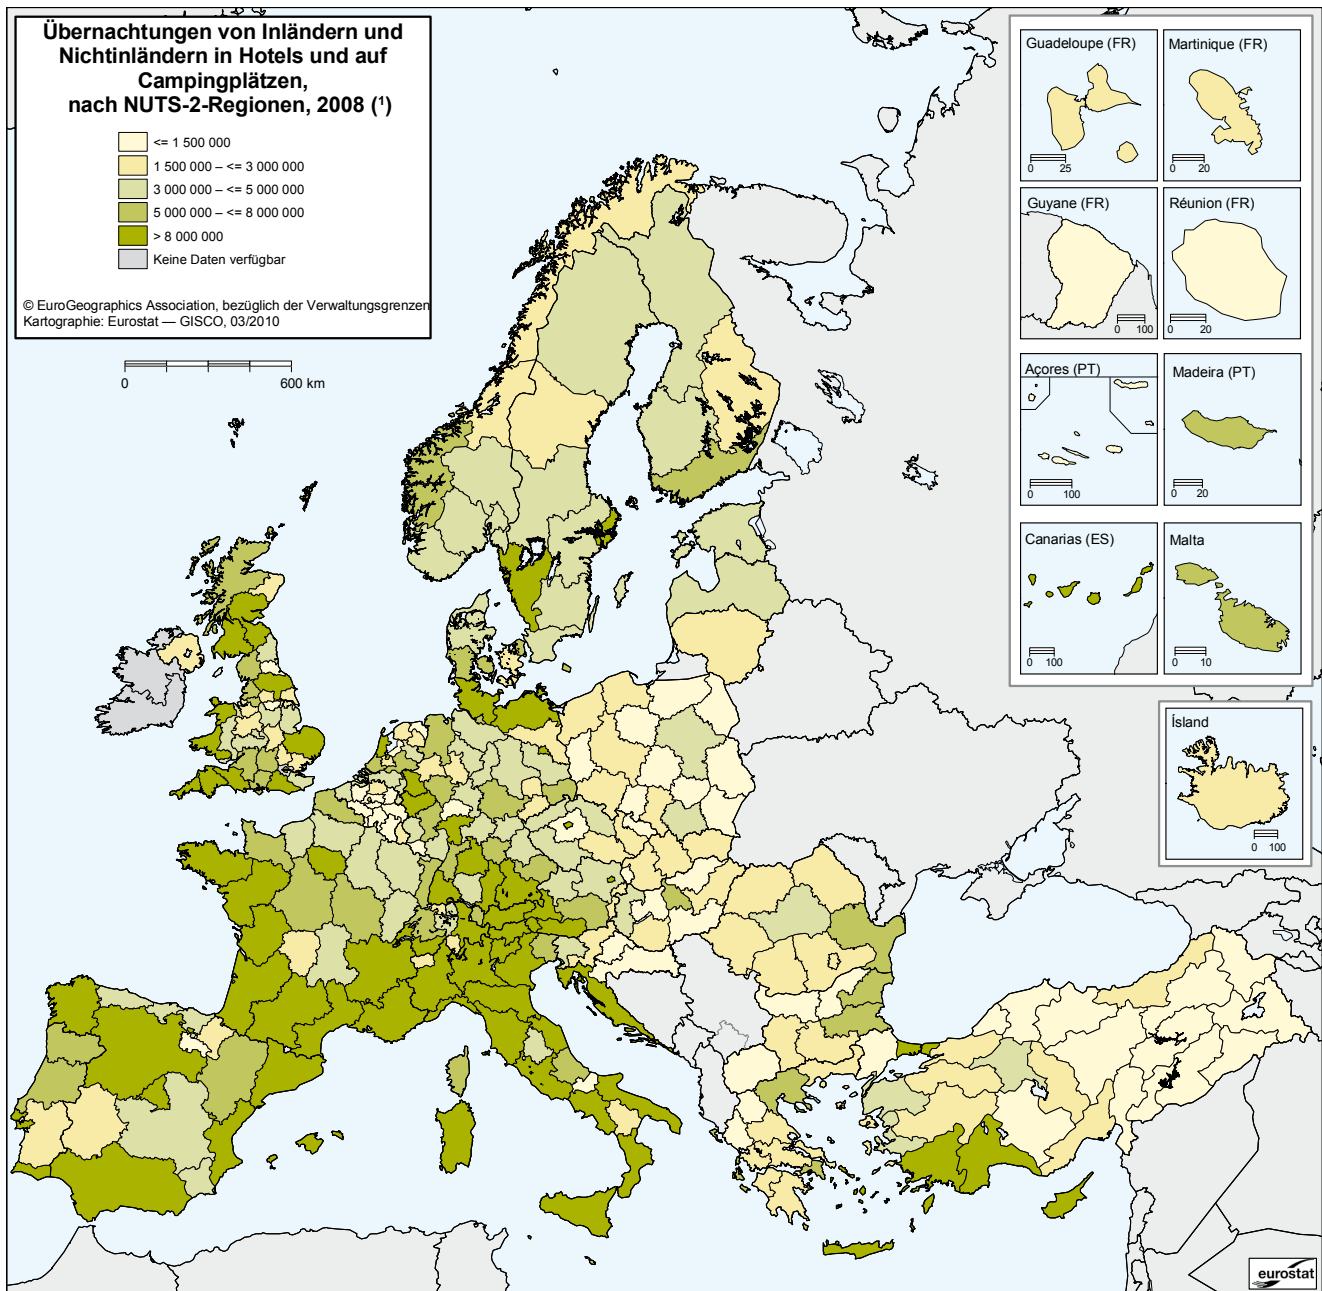 Übernachtungen von Inländern und
Nichtinländern in Hotels und auf
Campingplätzen,
nach NUTS-2-Regionen, 2008 (¹)
<= 1 500 000
1 500 000 – <= 3 000 000
3 000 000 – <= 5 000 000
5 000 000 – <= 8 000 000
> 8 000 000
Keine Daten verfügbar
© EuroGeographics Association, bezüglich der Verwaltungsgrenzen
Kartographie: Eurostat — GISCO, 03/2010
0 600 km
Guadeloupe (FR)
0 25
Martinique (FR)
0 20
Guyane (FR)
0 100
Réunion (FR)
0 20
Açores (PT)
0 100
Madeira (PT)
0 20
Canarias (ES)
0 100
Malta
0 10
Ísland
0 100
eurostat